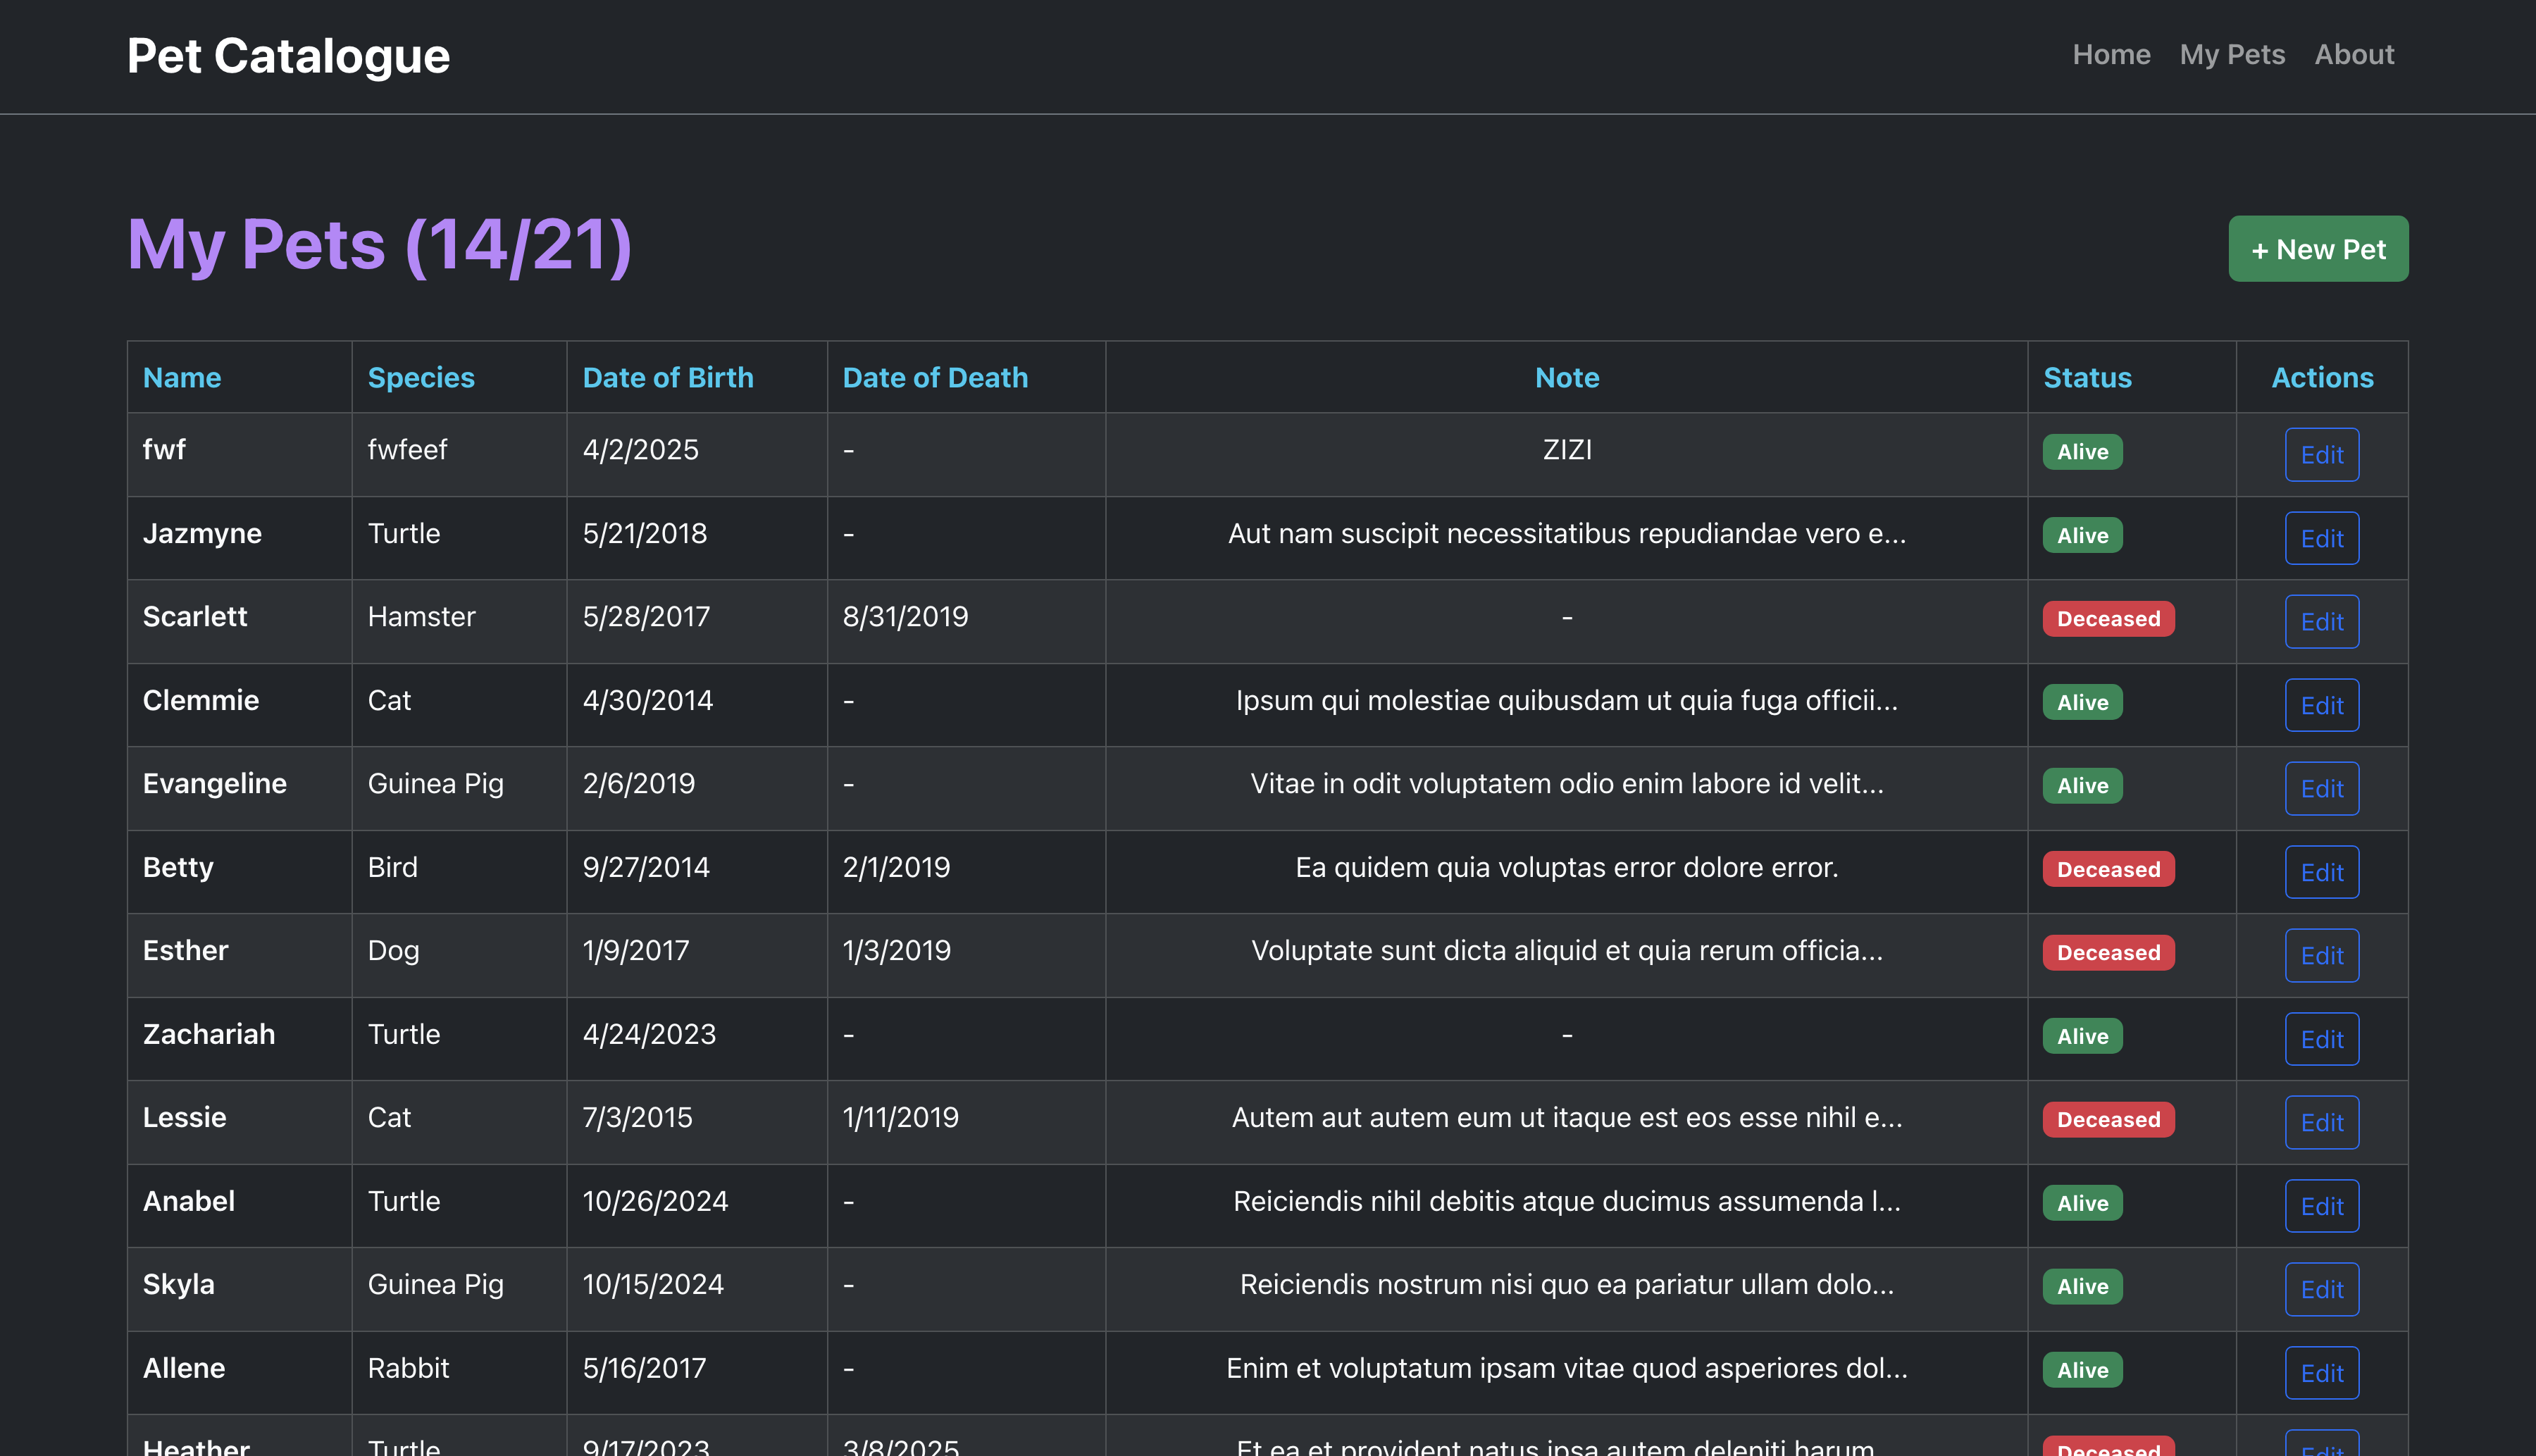 Pet Catalogue Home My Pets About
My Pets (14/21) + New Pet
Name Species Date of Birth Date of Death Note Status Actions
fwf fwfeef 4/2/2025 - ZIZI Alive Edit
Jazmyne Turtle 5/21/2018 - Aut nam suscipit necessitatibus repudiandae vero e... Alive Edit
Scarlett Hamster 5/28/2017 8/31/2019 - Deceased Edit
Clemmie Cat 4/30/2014 - Ipsum qui molestiae quibusdam ut quia fuga officii... Alive Edit
Evangeline Guinea Pig 2/6/2019 - Vitae in odit voluptatem odio enim labore id velit... Alive Edit
Betty Bird 9/27/2014 2/1/2019 Ea quidem quia voluptas error dolore error. Deceased Edit
Esther Dog 1/9/2017 1/3/2019 Voluptate sunt dicta aliquid et quia rerum officia... Deceased Edit
Zachariah Turtle 4/24/2023 - - Alive Edit
Lessie Cat 7/3/2015 1/11/2019 Autem aut autem eum ut itaque est eos esse nihil e... Deceased Edit
Anabel Turtle 10/26/2024 - Reiciendis nihil debitis atque ducimus assumenda l... Alive Edit
Skyla Guinea Pig 10/15/2024 - Reiciendis nostrum nisi quo ea pariatur ullam dolo... Alive Edit
Allene Rabbit 5/16/2017 - Enim et voluptatum ipsam vitae quod asperiores dol... Alive Edit
Heather Turtle 9/17/2023 3/8/2025 Et ea et provident natus ipsa autem deleniti harum Deceased Edit